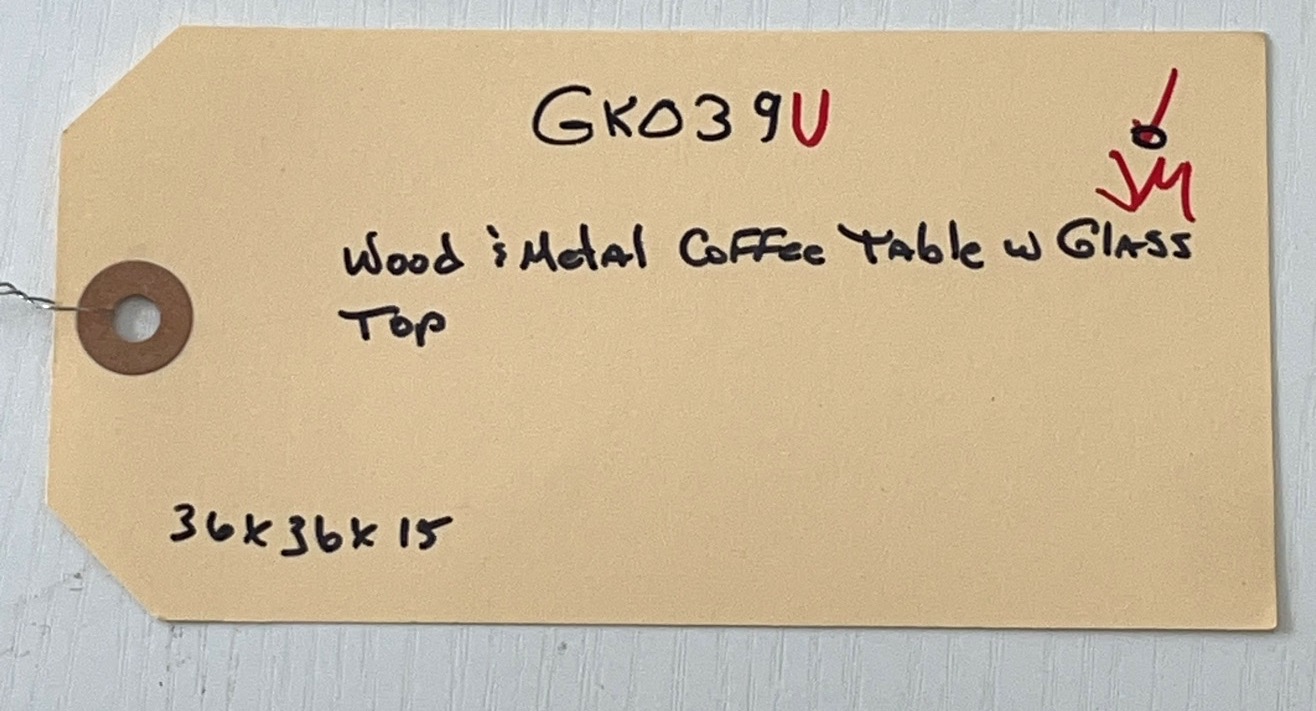 GK039U
JM
Wood & Metal Coffee Table w Glass
Top
36x36x15